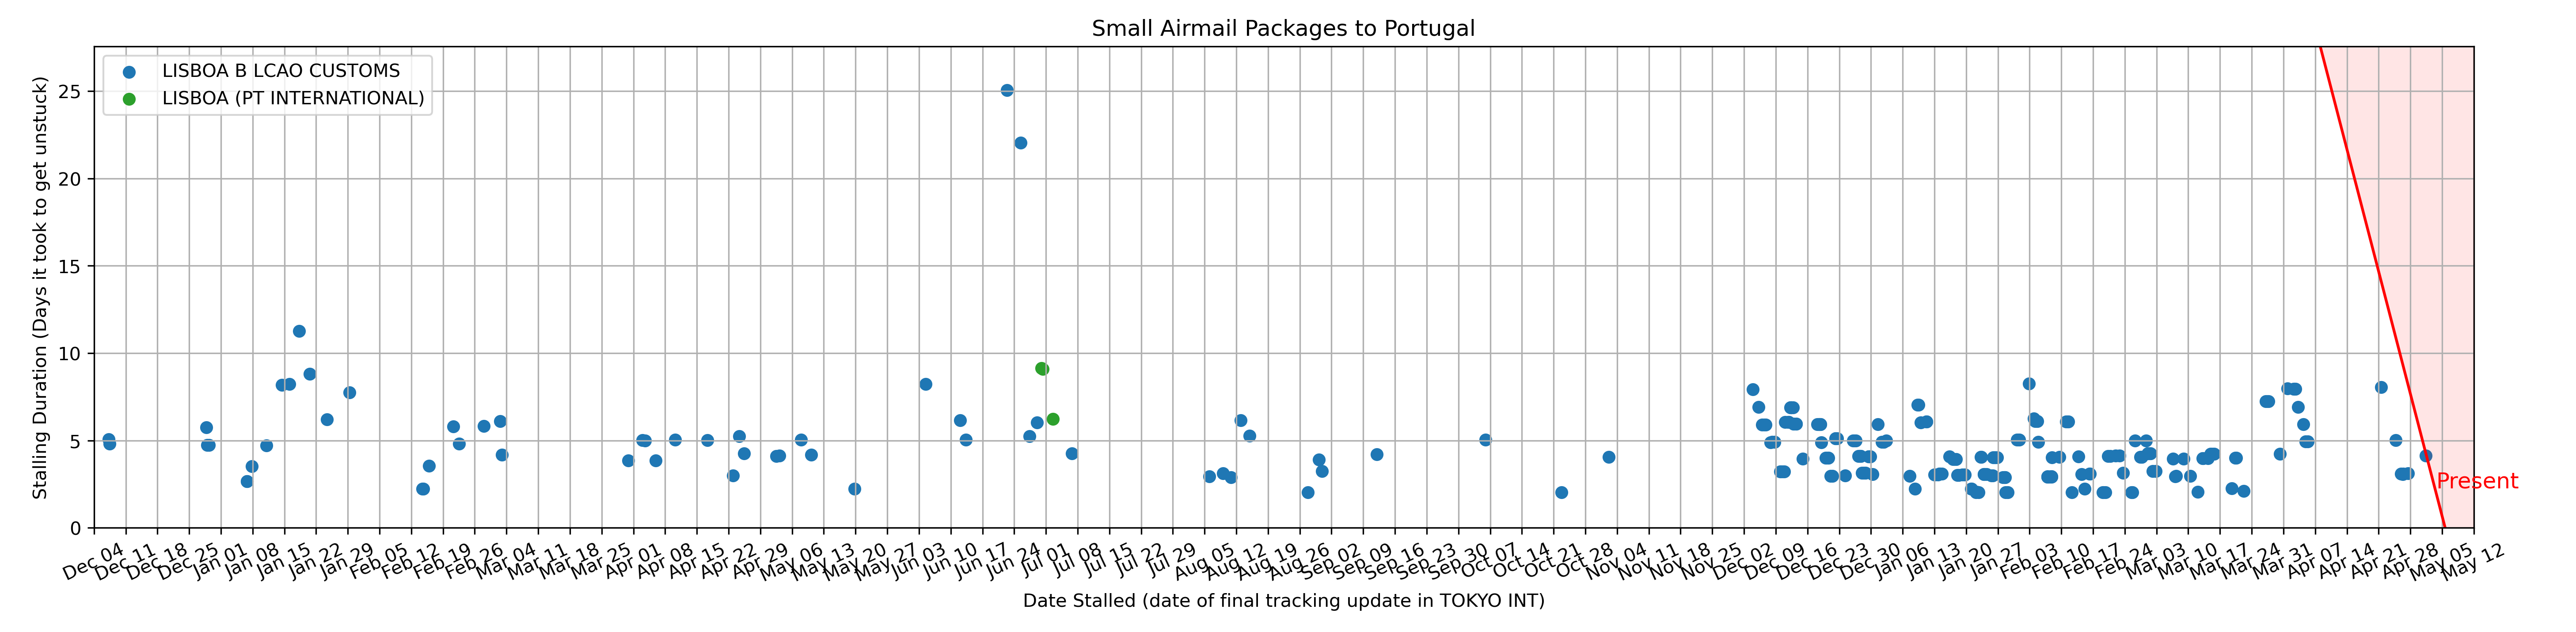 Small Airmail Packages to Portugal
LISBOA B LCAO CUSTOMS
LISBOA (PT INTERNATIONAL)
Stalling Duration (Days it took to get unstuck)
25
20
15
10
5
0
Present
Dec 04
Dec 11
Dec 18
Dec 25
Jan 01
Jan 08
Jan 15
Jan 22
Jan 29
Feb 05
Feb 12
Feb 19
Feb 26
Mar 04
Mar 11
Mar 18
Mar 25
Apr 01
Apr 08
Apr 15
Apr 22
Apr 29
May 06
May 13
May 20
May 27
Jun 03
Jun 10
Jun 17
Jun 24
Jul 01
Jul 08
Jul 15
Jul 22
Jul 29
Aug 05
Aug 12
Aug 19
Aug 26
Sep 02
Sep 09
Sep 16
Sep 23
Sep 30
Oct 07
Oct 14
Oct 21
Oct 28
Nov 04
Nov 11
Nov 18
Nov 25
Dec 02
Dec 09
Dec 16
Dec 23
Dec 30
Jan 06
Jan 13
Jan 20
Jan 27
Feb 03
Feb 10
Feb 17
Feb 24
Mar 03
Mar 10
Mar 17
Mar 24
Mar 31
Apr 07
Apr 14
Apr 21
Apr 28
May 05
May 12
Date Stalled (date of final tracking update in TOKYO INT)